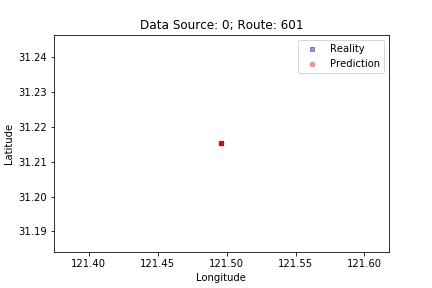 Data Source: 0; Route: 601
Reality
Prediction
31.24
31.23
31.22
31.21
31.20
31.19
Latitude
121.40 121.45 121.50 121.55 121.60
Longitude